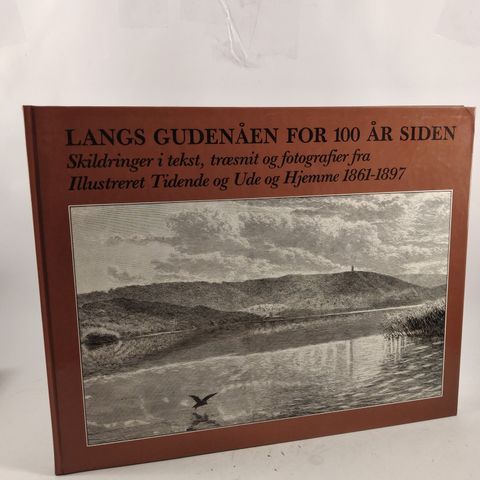 LANGS GUDENÅEN FOR 100 ÅR SIDEN
Skildringer i tekst, træsnit og fotografier fra
Illustreret Tidende og Ude og Hjemme 1861-1897